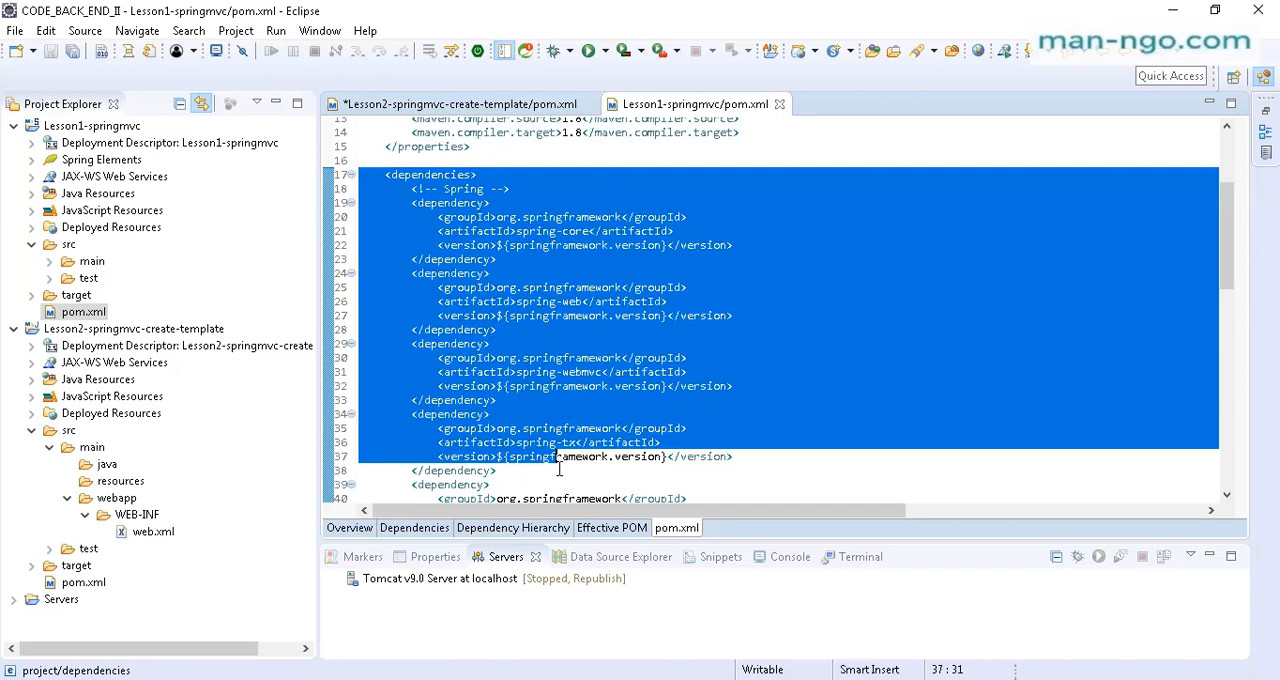 CODE_BACK_END_II - Lesson1-springmvc/pom.xml - Eclipse
man-ngo.com
File Edit Source Navigate Search Project Run Window Help
Quick Access
Project Explorer
Lesson1-springmvc
Deployment Descriptor: Lesson1-springmvc
Spring Elements
JAX-WS Web Services
Java Resources
JavaScript Resources
Deployed Resources
src
main
test
target
pom.xml
Lesson2-springmvc-create-template
Deployment Descriptor: Lesson2-springmvc-create
JAX-WS Web Services
Java Resources
JavaScript Resources
Deployed Resources
src
main
java
resources
webapp
WEB-INF
web.xml
test
target
pom.xml
Servers
*Lesson2-springmvc-create-template/pom.xml Lesson1-springmvc/pom.xml
13 <maven.compiler.source>1.8</maven.compiler.source>
14 <maven.compiler.target>1.8</maven.compiler.target>
15 </properties>
16
17 <dependencies>
18 <!-- Spring -->
19 <dependency>
20 <groupId>org.springframework</groupId>
21 <artifactId>spring-core</artifactId>
22 <version>${springframework.version}</version>
23 </dependency>
24 <dependency>
25 <groupId>org.springframework</groupId>
26 <artifactId>spring-web</artifactId>
27 <version>${springframework.version}</version>
28 </dependency>
29 <dependency>
30 <groupId>org.springframework</groupId>
31 <artifactId>spring-webmvc</artifactId>
32 <version>${springframework.version}</version>
33 </dependency>
34 <dependency>
35 <groupId>org.springframework</groupId>
36 <artifactId>spring-tx</artifactId>
37 <version>${springframework.version}</version>
38 </dependency>
39 <dependency>
40 <groupId>org.springframework</groupId>
Overview Dependencies Dependency Hierarchy Effective POM pom.xml
Markers Properties Servers Data Source Explorer Snippets Console Terminal
Tomcat v9.0 Server at localhost [Stopped, Republish]
project/dependencies Writable Smart Insert 37 : 31